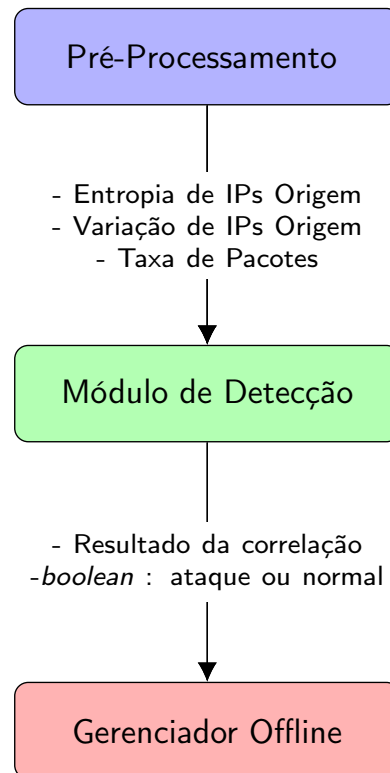 Pré-Processamento
- Entropia de IPs Origem
- Variação de IPs Origem
- Taxa de Pacotes
Módulo de Detecção
- Resultado da correlação
-boolean : ataque ou normal
Gerenciador Offline